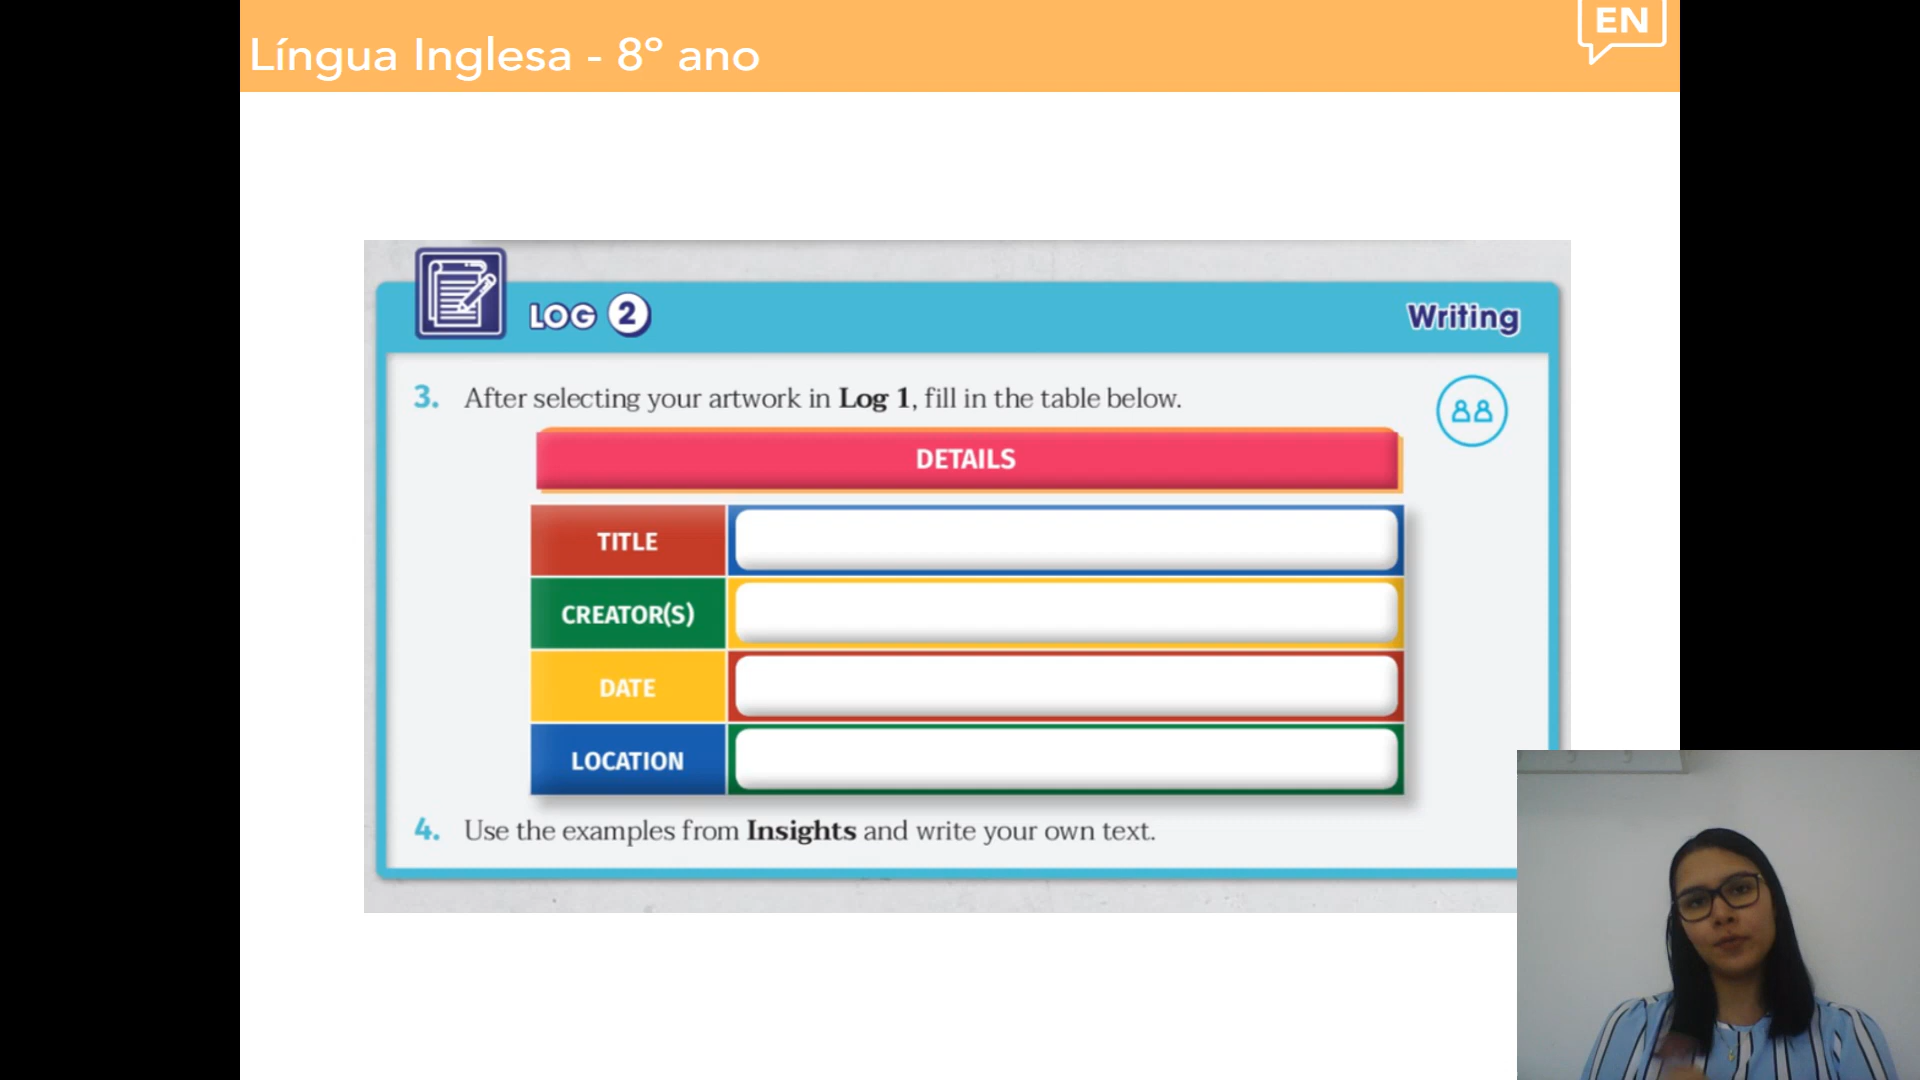 EN
Língua Inglesa - 8º ano
LOG 2
Writing
3. After selecting your artwork in Log 1, fill in the table below.
DETAILS
TITLE
CREATOR(S)
DATE
LOCATION
4. Use the examples from Insights and write your own text.